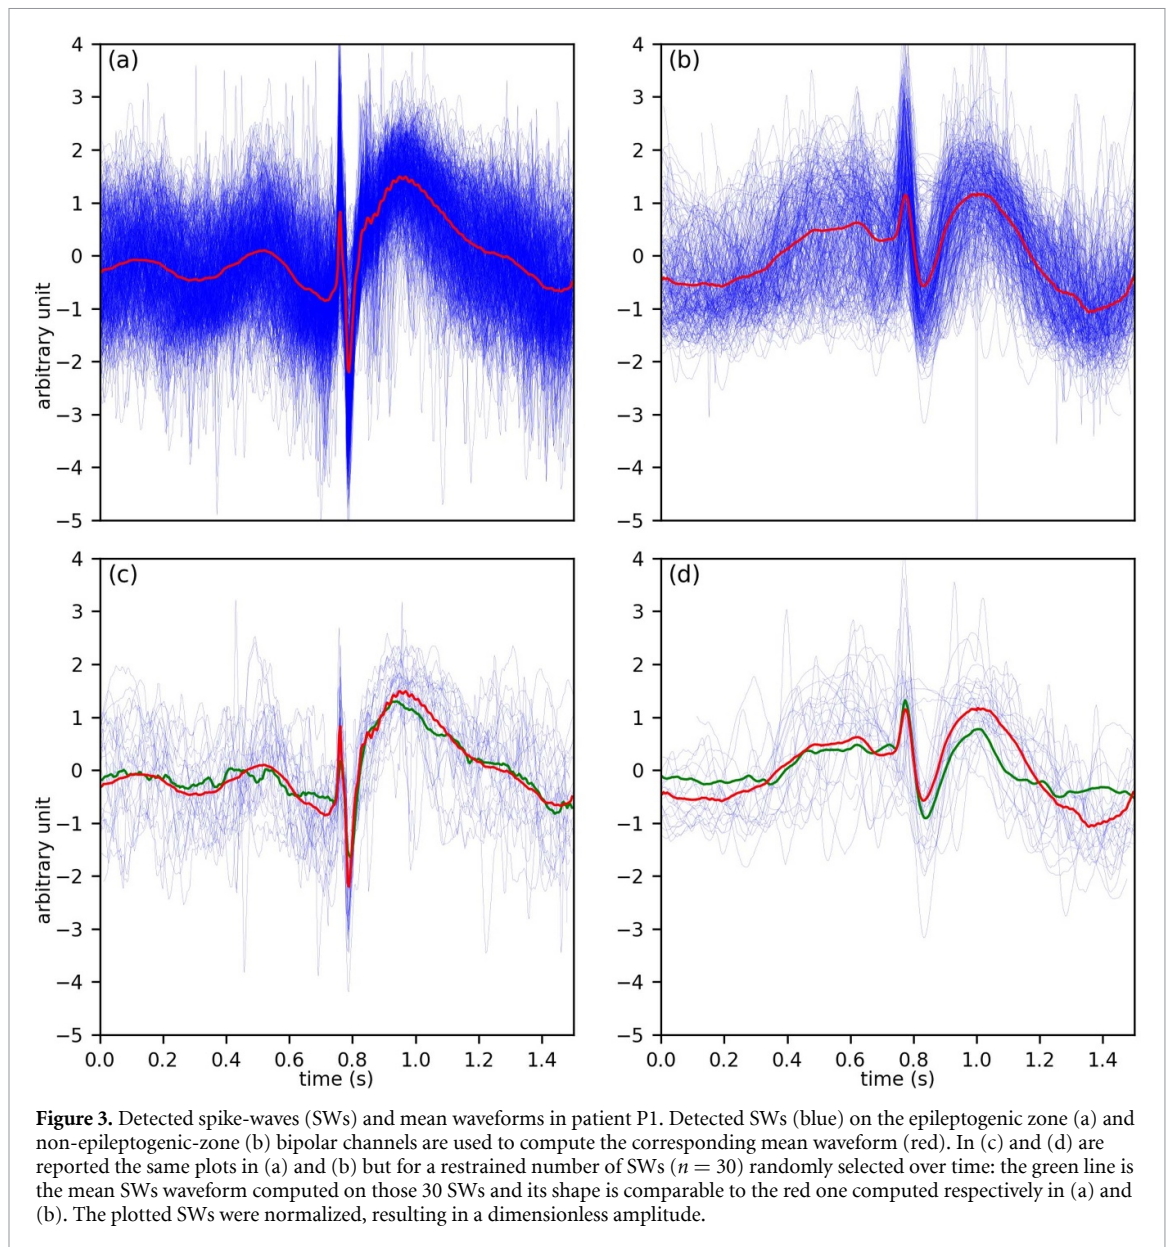 (a)
4
3
2
1
0
−1
−2
−3
−4
−5
arbitrary unit
(b)
4
3
2
1
0
−1
−2
−3
−4
−5
(c)
4
3
2
1
0
−1
−2
−3
−4
−5
arbitrary unit
0.0 0.2 0.4 0.6 0.8 1.0 1.2 1.4
time (s)
(d)
4
3
2
1
0
−1
−2
−3
−4
−5
0.0 0.2 0.4 0.6 0.8 1.0 1.2 1.4
time (s)
Figure 3. Detected spike-waves (SWs) and mean waveforms in patient P1. Detected SWs (blue) on the epileptogenic zone (a) and
non-epileptogenic-zone (b) bipolar channels are used to compute the corresponding mean waveform (red). In (c) and (d) are
reported the same plots in (a) and (b) but for a restrained number of SWs (n = 30) randomly selected over time: the green line is
the mean SWs waveform computed on those 30 SWs and its shape is comparable to the red one computed respectively in (a) and
(b). The plotted SWs were normalized, resulting in a dimensionless amplitude.